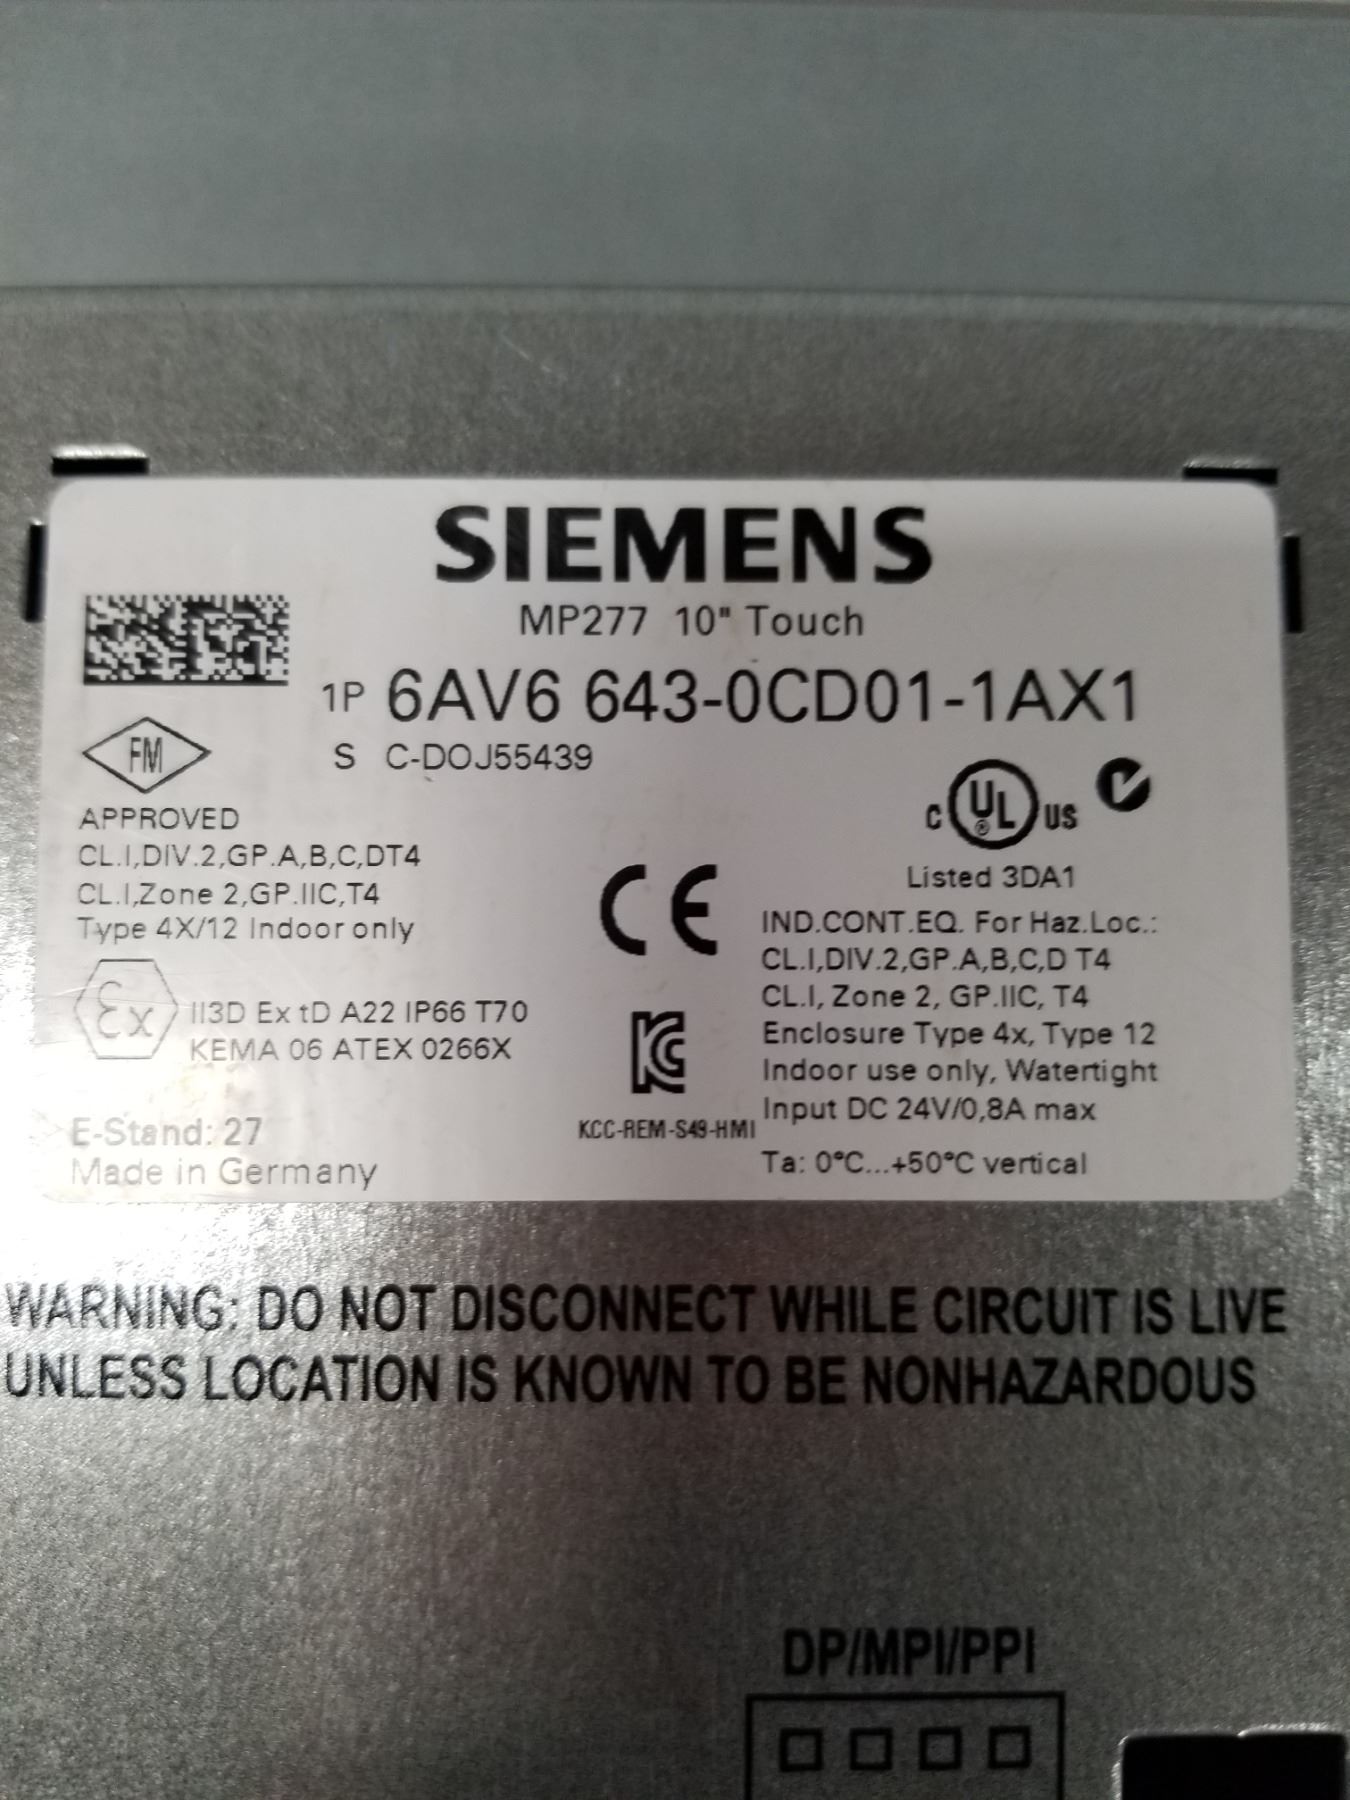 SIEMENS
MP277 10" Touch
1P 6AV6 643-0CD01-1AX1
S C-DOJ55439
FM
APPROVED
CL.I,DIV.2,GP.A,B,C,DT4
CL.I,Zone 2,GP.IIC,T4
Type 4X/12 Indoor only
Ex II3D Ex tD A22 IP66 T70
KEMA 06 ATEX 0266X
E-Stand: 27
Made in Germany
CE
KC
KCC-REM-S49-HMI
C UL ® US
Listed 3DA1
IND.CONT.EQ. For Haz.Loc.:
CL.I,DIV.2,GP.A,B,C,D T4
CL.I, Zone 2, GP.IIC, T4
Enclosure Type 4x, Type 12
Indoor use only, Watertight
Input DC 24V/0,8A max
Ta: 0°C...+50°C vertical
WARNING: DO NOT DISCONNECT WHILE CIRCUIT IS LIVE
UNLESS LOCATION IS KNOWN TO BE NONHAZARDOUS
DP/MPI/PPI